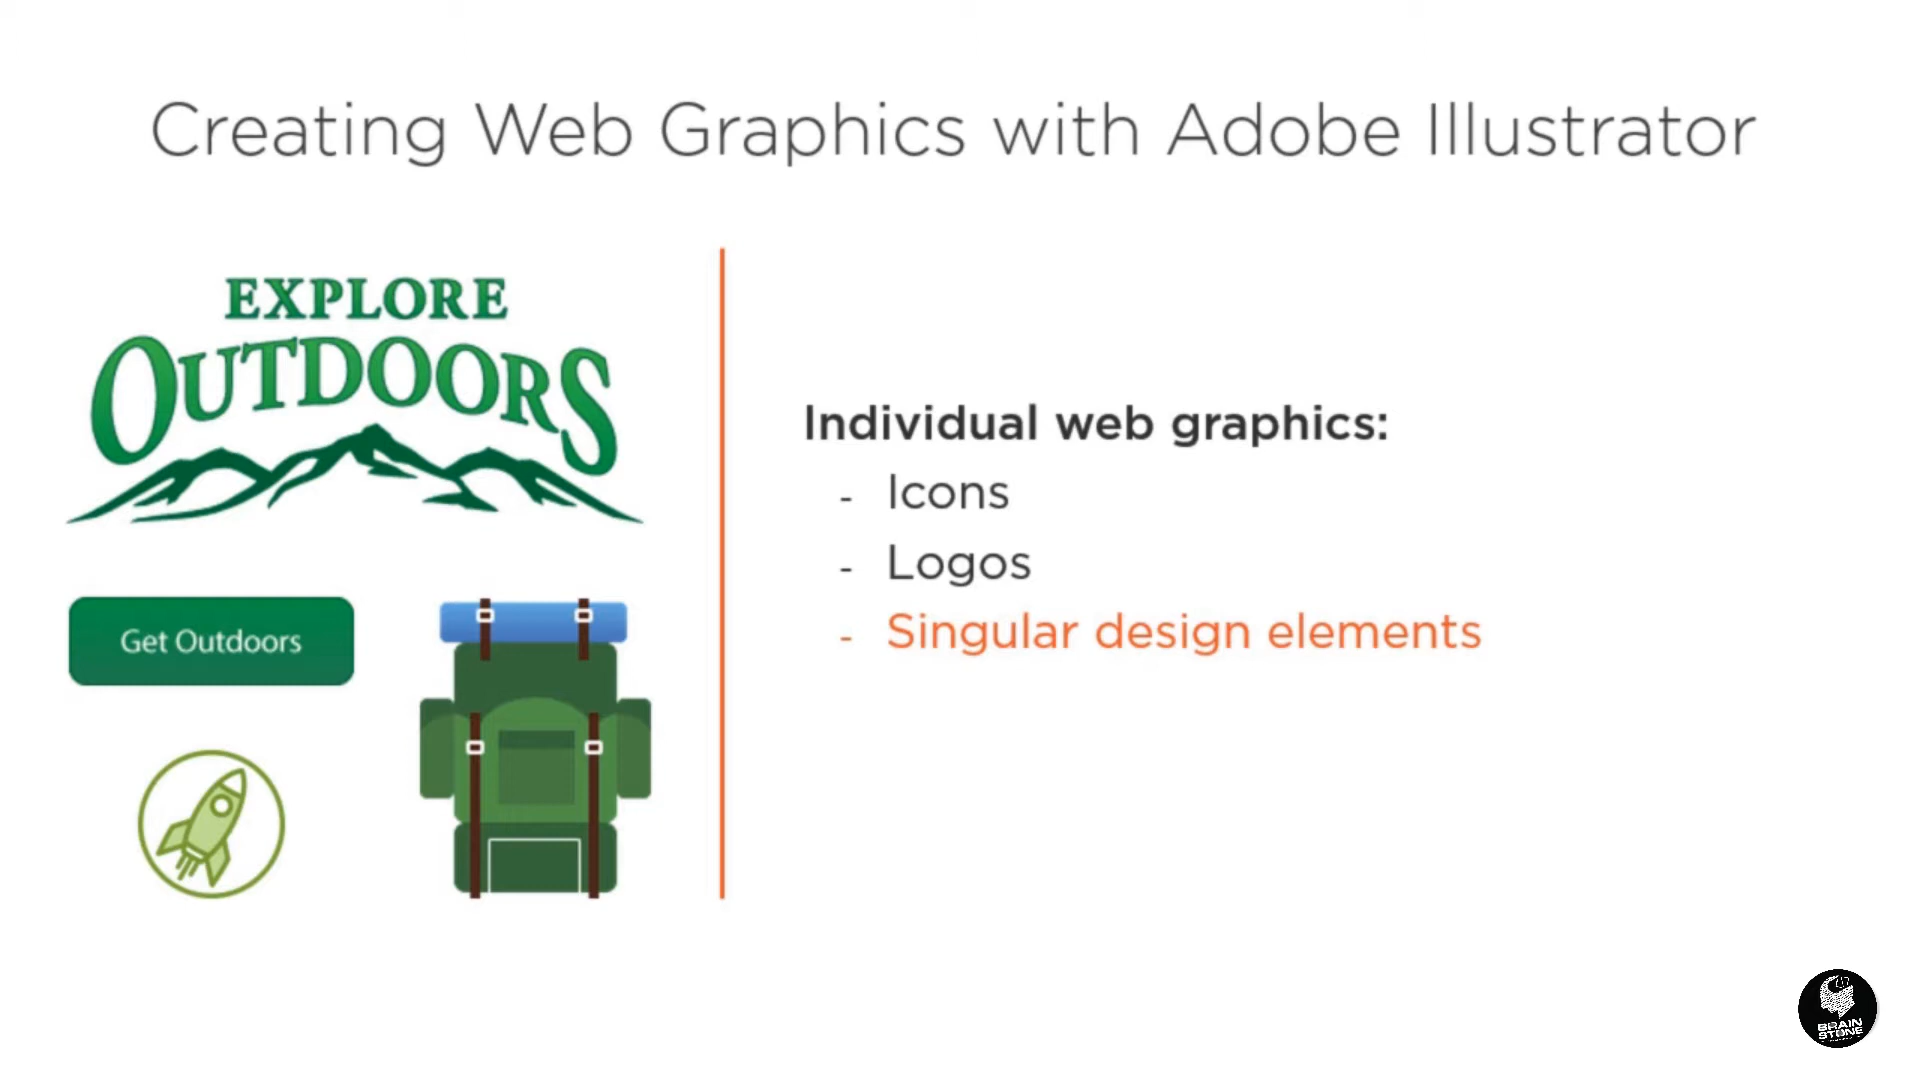 Creating Web Graphics with Adobe Illustrator
EXPLORE
OUTDOORS
Get Outdoors
Individual web graphics:
- Icons
- Logos
- Singular design elements
BRAIN
STONE